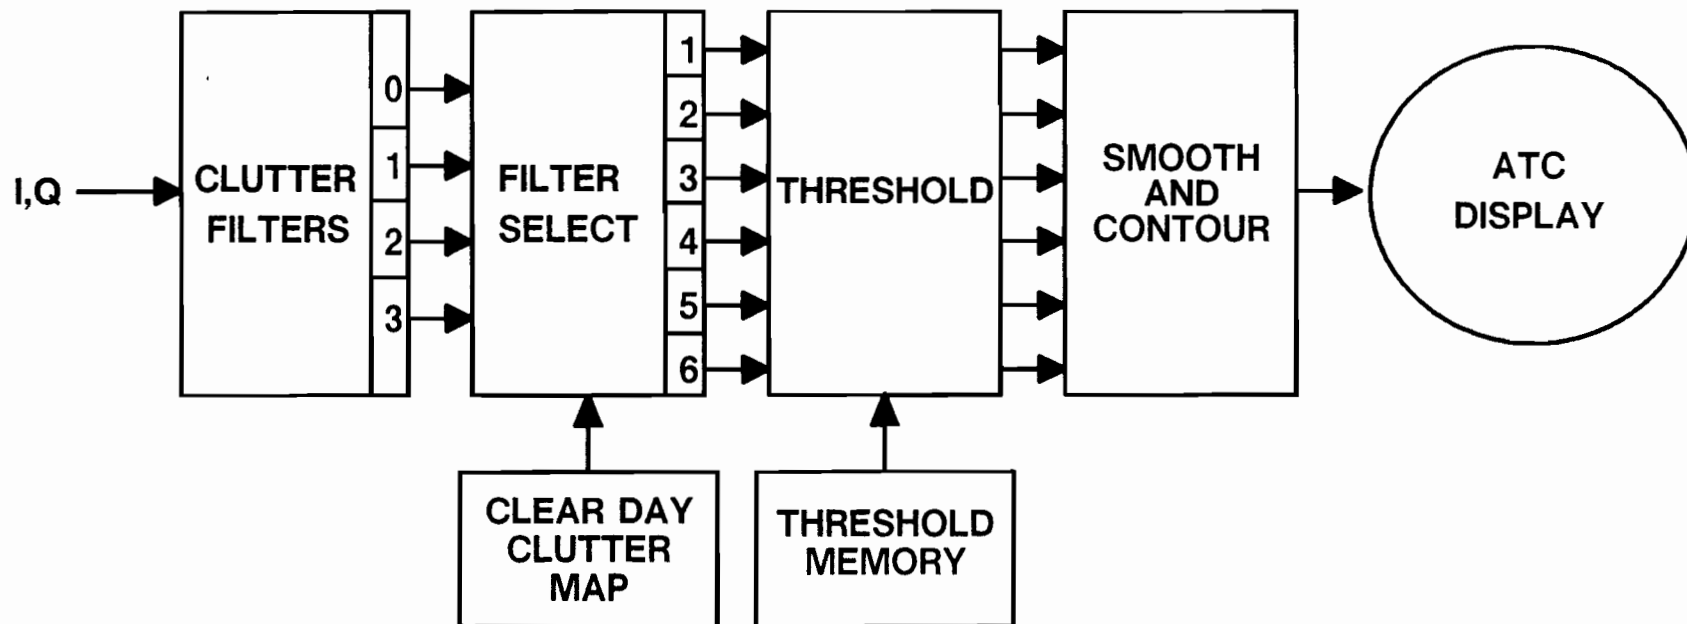 I,Q
CLUTTER
FILTERS
0
1
2
3
FILTER
SELECT
1
2
3
4
5
6
THRESHOLD
SMOOTH
AND
CONTOUR
ATC
DISPLAY
CLEAR DAY
CLUTTER
MAP
THRESHOLD
MEMORY